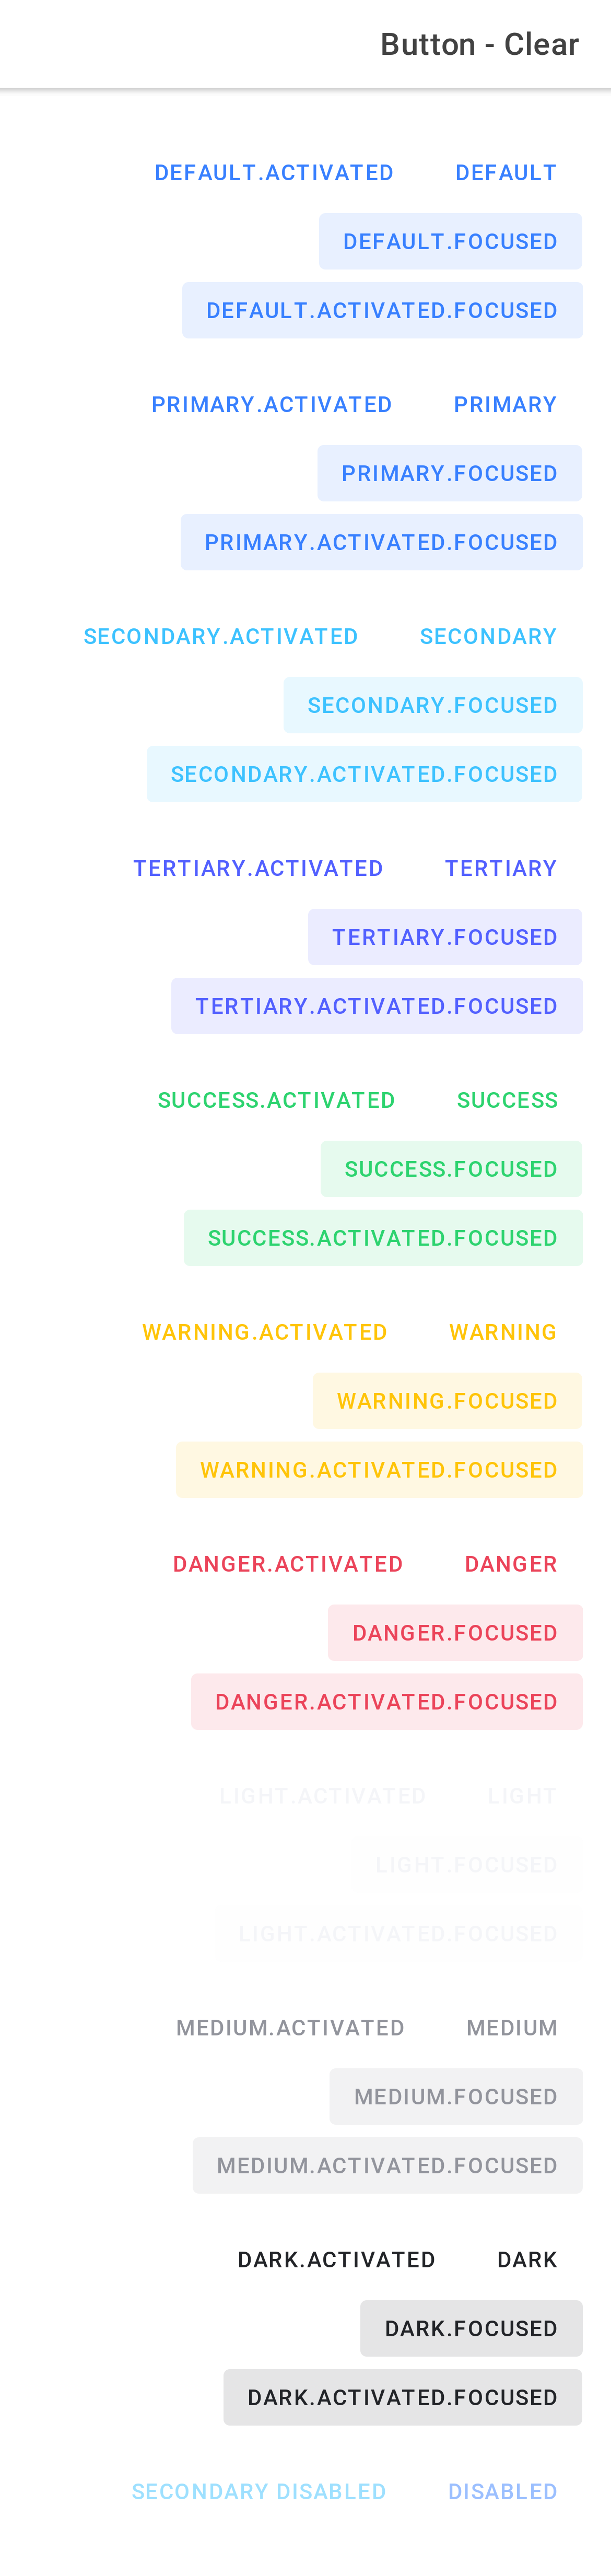 Button - Clear
DEFAULT.ACTIVATED DEFAULT
DEFAULT.FOCUSED
DEFAULT.ACTIVATED.FOCUSED
PRIMARY.ACTIVATED PRIMARY
PRIMARY.FOCUSED
PRIMARY.ACTIVATED.FOCUSED
SECONDARY.ACTIVATED SECONDARY
SECONDARY.FOCUSED
SECONDARY.ACTIVATED.FOCUSED
TERTIARY.ACTIVATED TERTIARY
TERTIARY.FOCUSED
TERTIARY.ACTIVATED.FOCUSED
SUCCESS.ACTIVATED SUCCESS
SUCCESS.FOCUSED
SUCCESS.ACTIVATED.FOCUSED
WARNING.ACTIVATED WARNING
WARNING.FOCUSED
WARNING.ACTIVATED.FOCUSED
DANGER.ACTIVATED DANGER
DANGER.FOCUSED
DANGER.ACTIVATED.FOCUSED
LIGHT.ACTIVATED LIGHT
LIGHT.FOCUSED
LIGHT.ACTIVATED.FOCUSED
MEDIUM.ACTIVATED MEDIUM
MEDIUM.FOCUSED
MEDIUM.ACTIVATED.FOCUSED
DARK.ACTIVATED DARK
DARK.FOCUSED
DARK.ACTIVATED.FOCUSED
SECONDARY DISABLED DISABLED